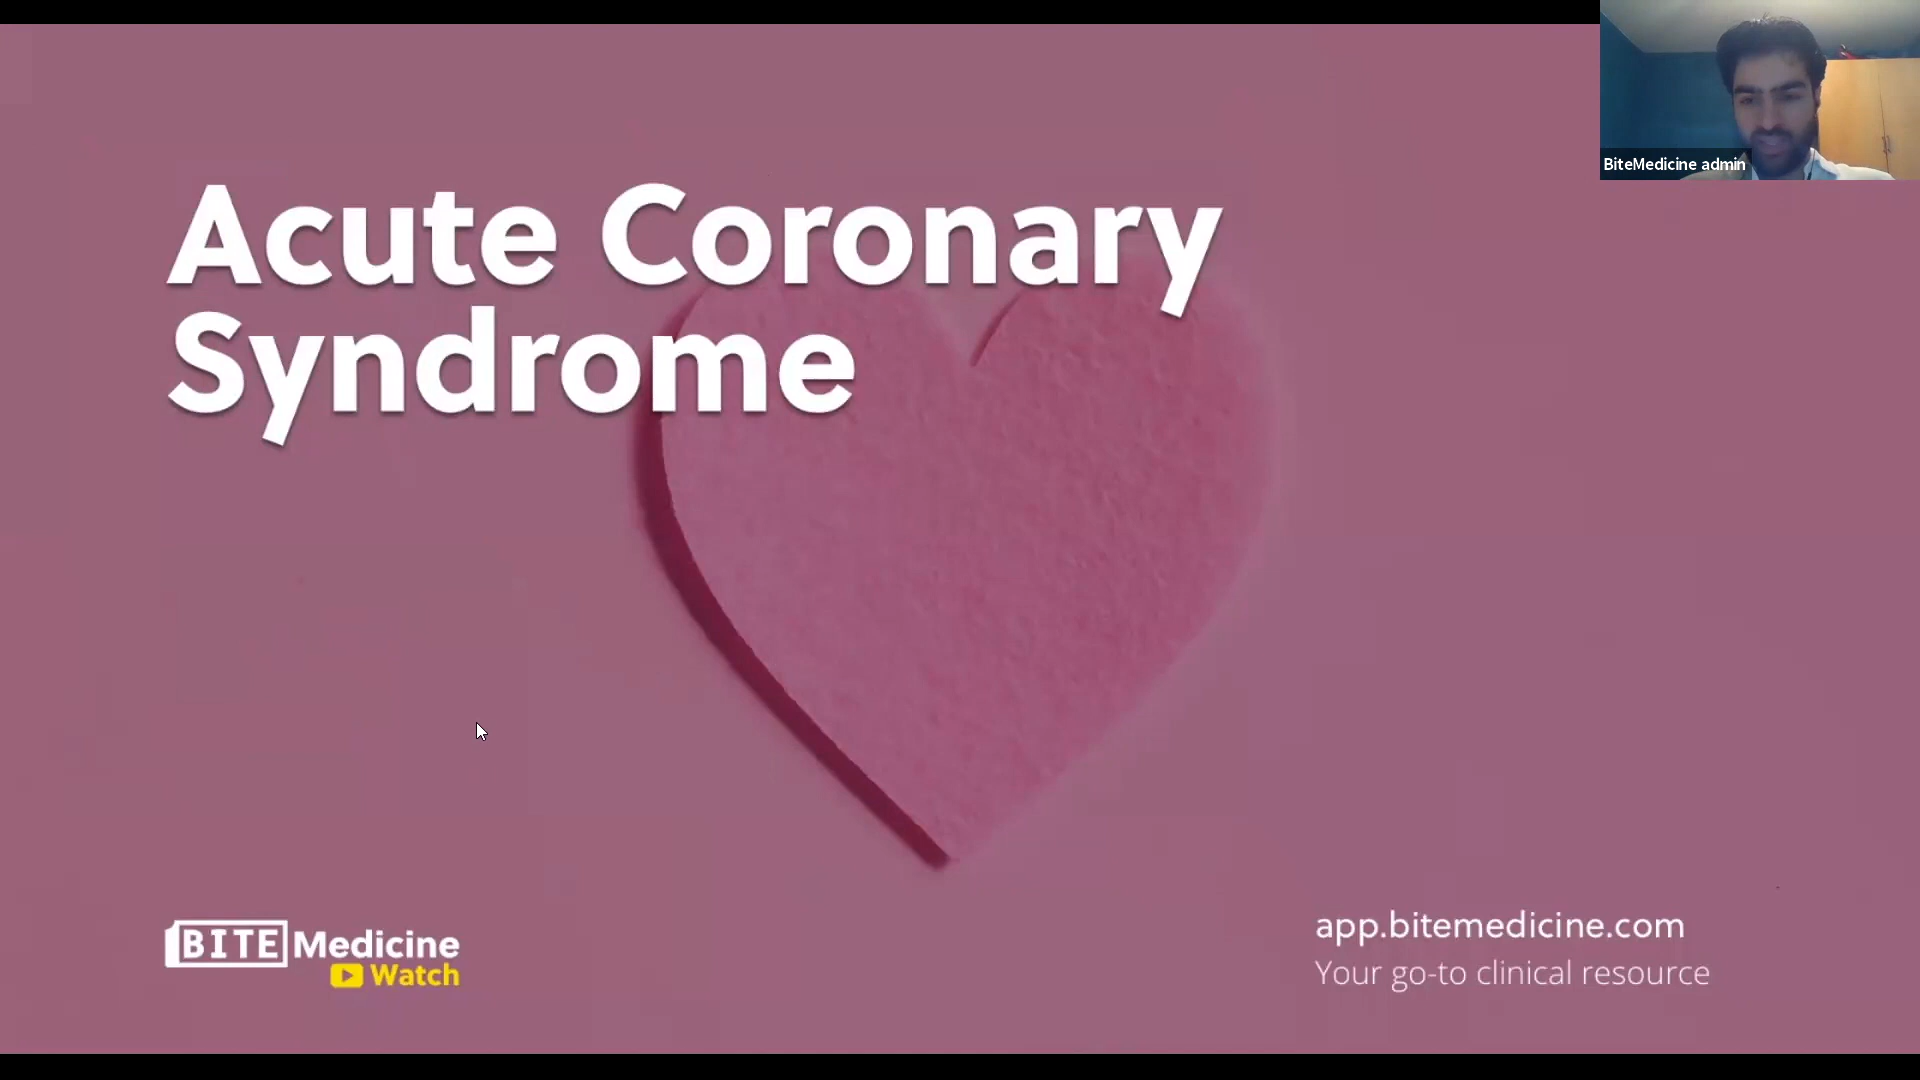 BiteMedicine admin
Acute Coronary
Syndrome
BITE Medicine
Watch
app.bitemedicine.com
Your go-to clinical resource